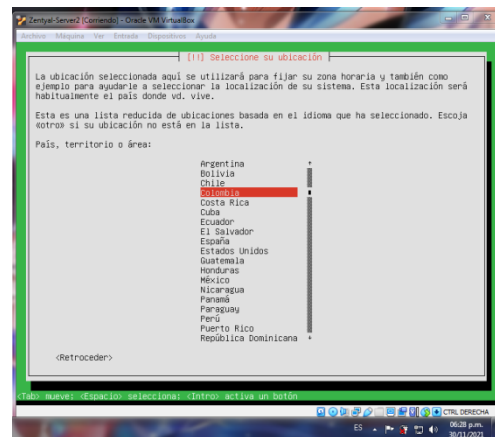 Zentyal-Server2 [Corriendo] - Oracle VM VirtualBox
Archivo Máquina Ver Entrada Dispositivos Ayuda
[!!] Seleccione su ubicación
La ubicación seleccionada aquí se utilizará para fijar su zona horaria y también como
ejemplo para ayudarle a seleccionar la localización de su sistema. Esta localización será
habitualmente el país donde vd. vive.
Esta es una lista reducida de ubicaciones basada en el idioma que ha seleccionado. Escoja
«otro» si su ubicación no está en la lista.
País, territorio o área:
Argentina
Bolivia
Chile
Colombia
Costa Rica
Cuba
Ecuador
El Salvador
España
Estados Unidos
Guatemala
Honduras
México
Nicaragua
Panamá
Paraguay
Perú
Puerto Rico
República Dominicana
<Retroceder>
<Tab> mueve; <Espacio> selecciona; <Intro> activa un botón
CTRL DERECHA
ES
06:28 p.m.
30/11/2021